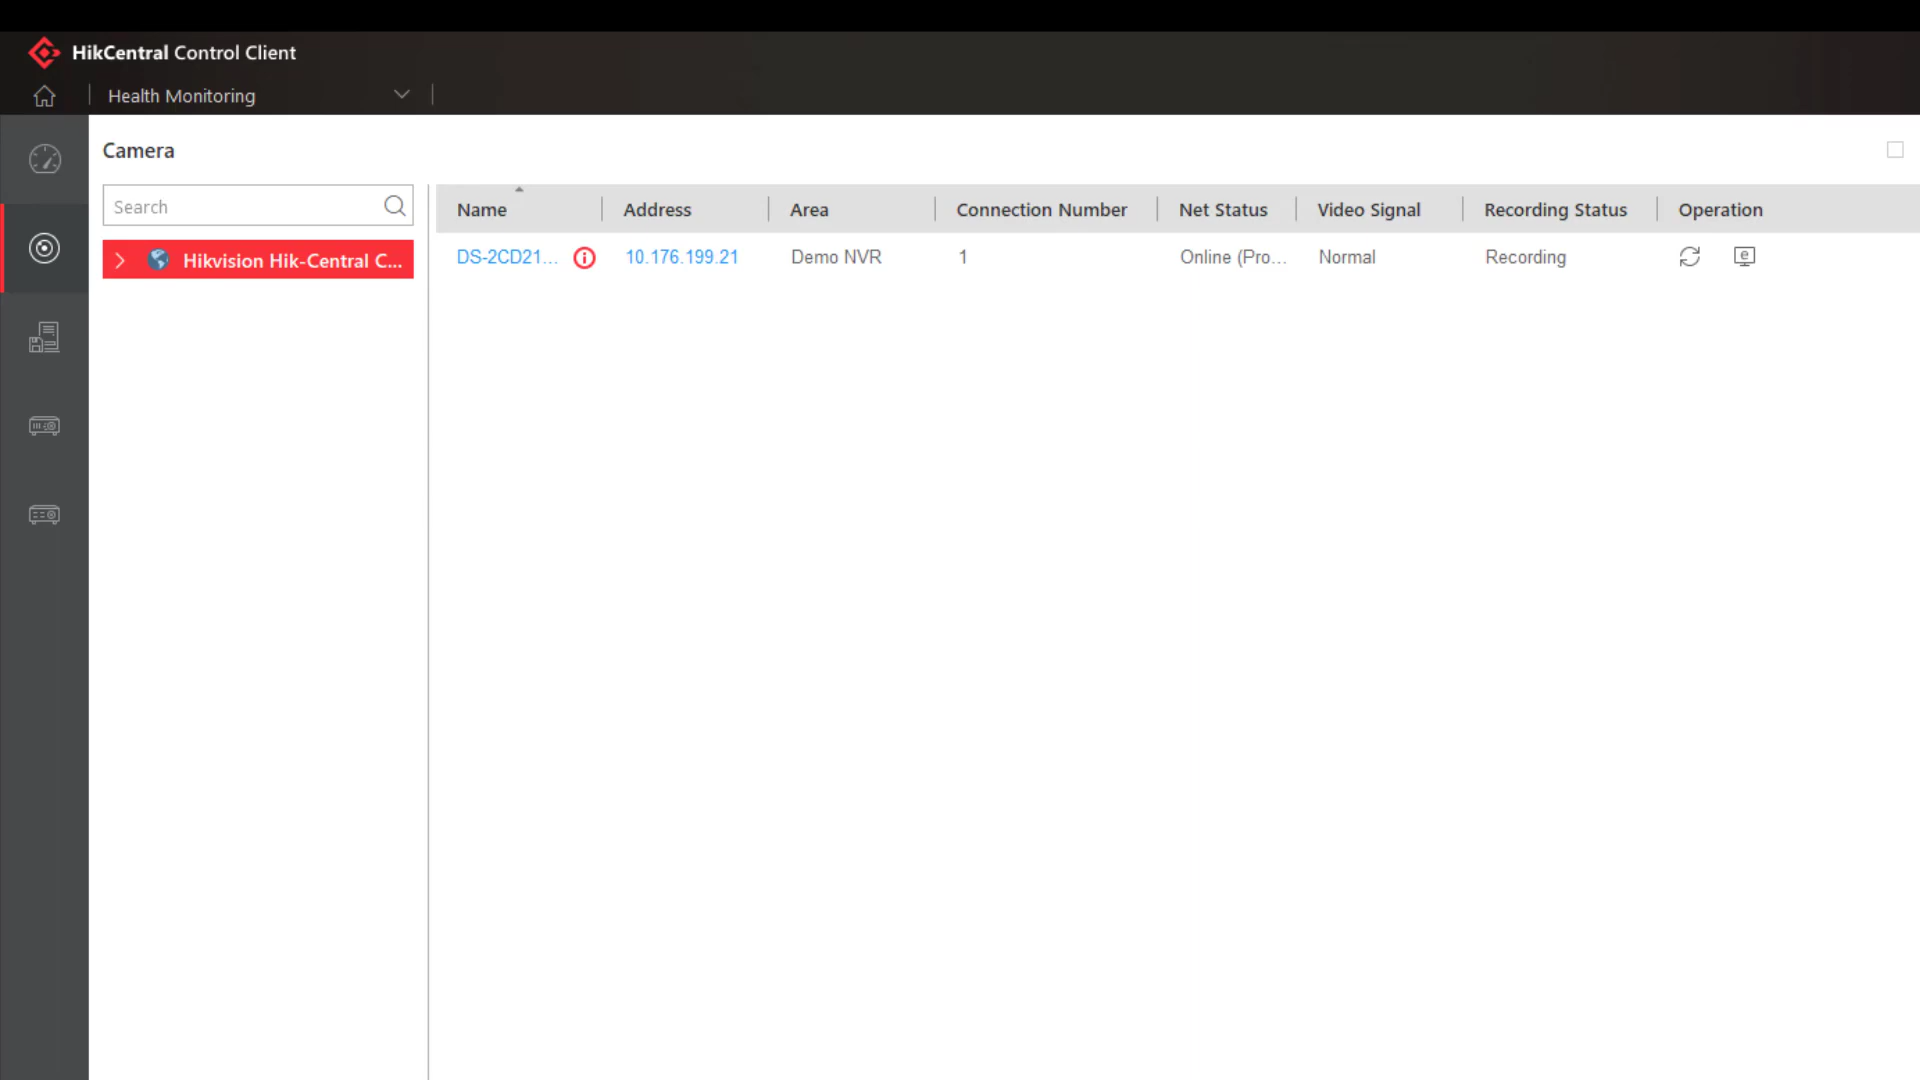 HikCentral Control Client
Health Monitoring
Camera
Search
Hikvision Hik-Central C...
Name Address Area Connection Number Net Status Video Signal Recording Status Operation
DS-2CD21... 10.176.199.21 Demo NVR 1 Online (Pro... Normal Recording